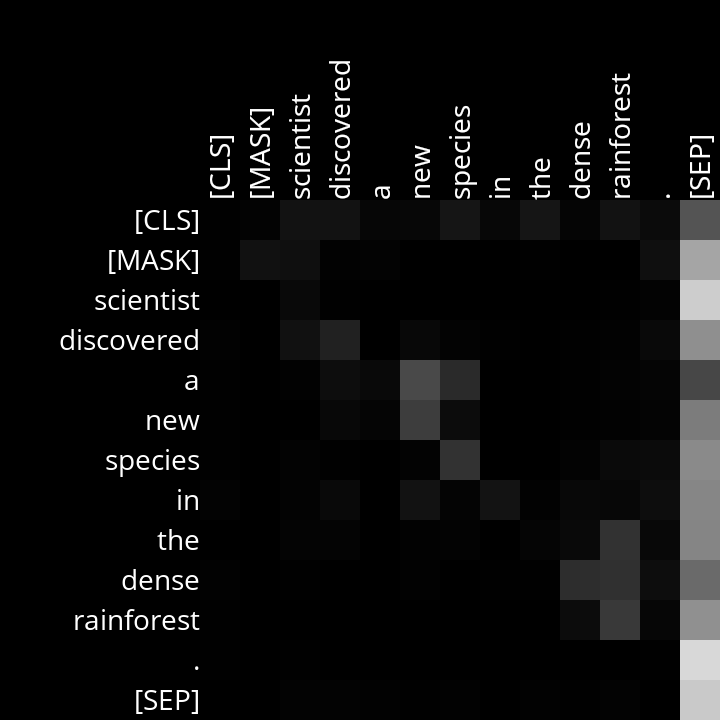 [CLS]
[MASK]
scientist
discovered
a
new
species
in
the
dense
rainforest
.
[SEP]
[CLS]
[MASK]
scientist
discovered
a
new
species
in
the
dense
rainforest
.
[SEP]